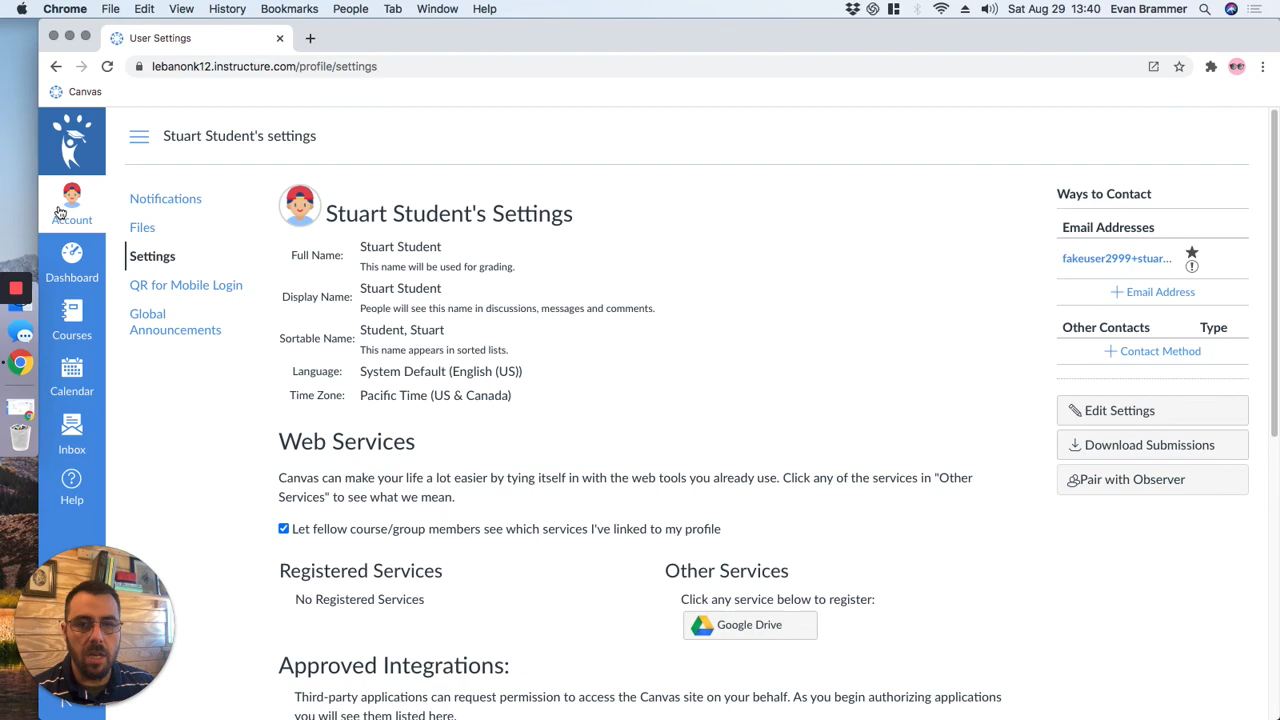 Chrome File Edit View History Bookmarks People Tab Window Help Sat Aug 29 13:40 Evan Brammer
User Settings
lebanonk12.instructure.com/profile/settings
Canvas
Stuart Student's settings
Account
Dashboard
Courses
Calendar
Inbox
Help
Notifications
Files
Settings
QR for Mobile Login
Global
Announcements
Stuart Student's Settings
Full Name: Stuart Student
This name will be used for grading.
Display Name: Stuart Student
People will see this name in discussions, messages and comments.
Sortable Name: Student, Stuart
This name appears in sorted lists.
Language: System Default (English (US))
Time Zone: Pacific Time (US & Canada)
Web Services
Canvas can make your life a lot easier by tying itself in with the web tools you already use. Click any of the services in "Other
Services" to see what we mean.
Let fellow course/group members see which services I've linked to my profile
Registered Services
No Registered Services
Other Services
Click any service below to register:
Google Drive
Approved Integrations:
Third-party applications can request permission to access the Canvas site on your behalf. As you begin authorizing applications
you will see them listed here.
Ways to Contact
Email Addresses
fakeuser2999+stuar...
Email Address
Other Contacts Type
Contact Method
Edit Settings
Download Submissions
Pair with Observer